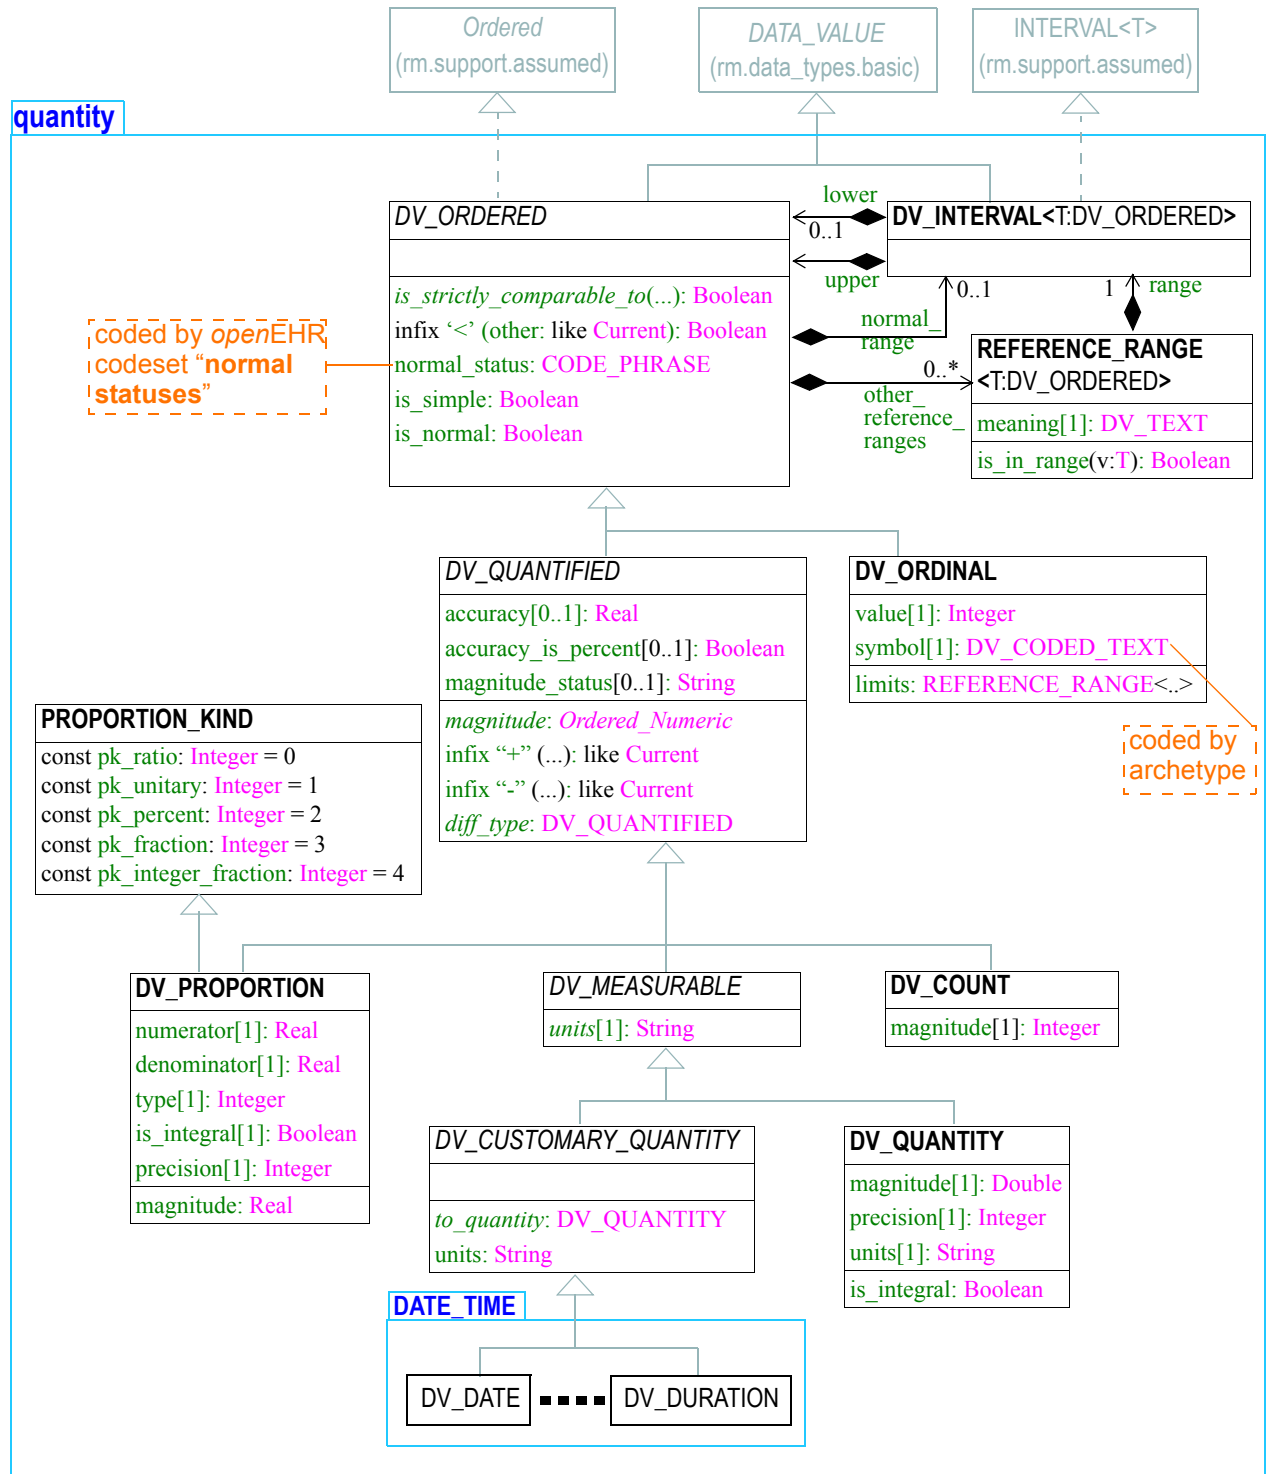 Ordered
(rm.support.assumed)
DATA_VALUE
(rm.data_types.basic)
INTERVAL<T>
(rm.support.assumed)
quantity
DV_ORDERED
is_strictly_comparable_to(...): Boolean
infix ‘<’ (other: like Current): Boolean
normal_status: CODE_PHRASE
is_simple: Boolean
is_normal: Boolean
coded by openEHR
codeset “normal
statuses”
lower
0..1
upper
DV_INTERVAL<T:DV_ORDERED>
0..1
normal_
range
1
range
0..*
other_
reference_
ranges
REFERENCE_RANGE
<T:DV_ORDERED>
meaning[1]: DV_TEXT
is_in_range(v:T): Boolean
DV_QUANTIFIED
accuracy[0..1]: Real
accuracy_is_percent[0..1]: Boolean
magnitude_status[0..1]: String
magnitude: Ordered_Numeric
infix “+” (...): like Current
infix “-” (...): like Current
diff_type: DV_QUANTIFIED
DV_ORDINAL
value[1]: Integer
symbol[1]: DV_CODED_TEXT
limits: REFERENCE_RANGE<..>
coded by
archetype
PROPORTION_KIND
const pk_ratio: Integer = 0
const pk_unitary: Integer = 1
const pk_percent: Integer = 2
const pk_fraction: Integer = 3
const pk_integer_fraction: Integer = 4
DV_PROPORTION
numerator[1]: Real
denominator[1]: Real
type[1]: Integer
is_integral[1]: Boolean
precision[1]: Integer
magnitude: Real
DV_MEASURABLE
units[1]: String
DV_COUNT
magnitude[1]: Integer
DV_CUSTOMARY_QUANTITY
to_quantity: DV_QUANTITY
units: String
DV_QUANTITY
magnitude[1]: Double
precision[1]: Integer
units[1]: String
is_integral: Boolean
DATE_TIME
DV_DATE
DV_DURATION